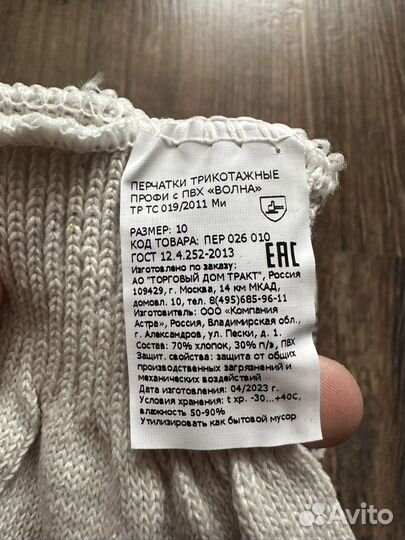 ПЕРЧАТКИ ТРИКОТАЖНЫЕ
ПРОФИ с ПВХ «ВОЛНА»
ТР ТС 019/2011 Ми
РАЗМЕР: 10
КОД ТОВАРА: ПЕР 026 010
ГОСТ 12.4.252-2013
EAC
Изготовлено по заказу:
АО "ТОРГОВЫЙ ДОМ ТРАКТ", Россия
109429, г. Москва, 14 км МКАД,
домовл. 10, тел. 8(495)685-96-11
Изготовитель: ООО «Компания
Астра», Россия, Владимирская обл.,
г. Александров, ул. Пески, д. 1.
Состав: 70% хлопок, 30% п/э, ПВХ
Защит. свойства: защита от общих
производственных загрязнений и
механических воздействий
Дата изготовления: 04/2023 г.
Условия хранения: t хр. -30...+40С,
влажность 50-90%
Утилизировать как бытовой мусор
Avito